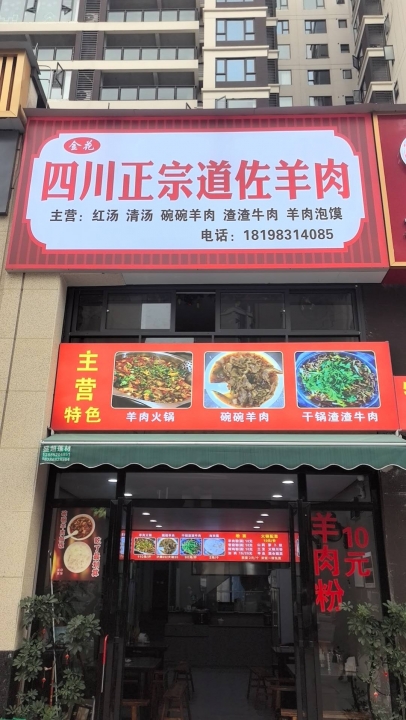 金花
四川正宗道佐羊肉
主营：红汤 清汤 碗碗羊肉 渣渣牛肉 羊肉泡馍
电话：18198314085
主营
特色
羊肉火锅
碗碗羊肉
干锅渣渣牛肉
羊肉粉
10元